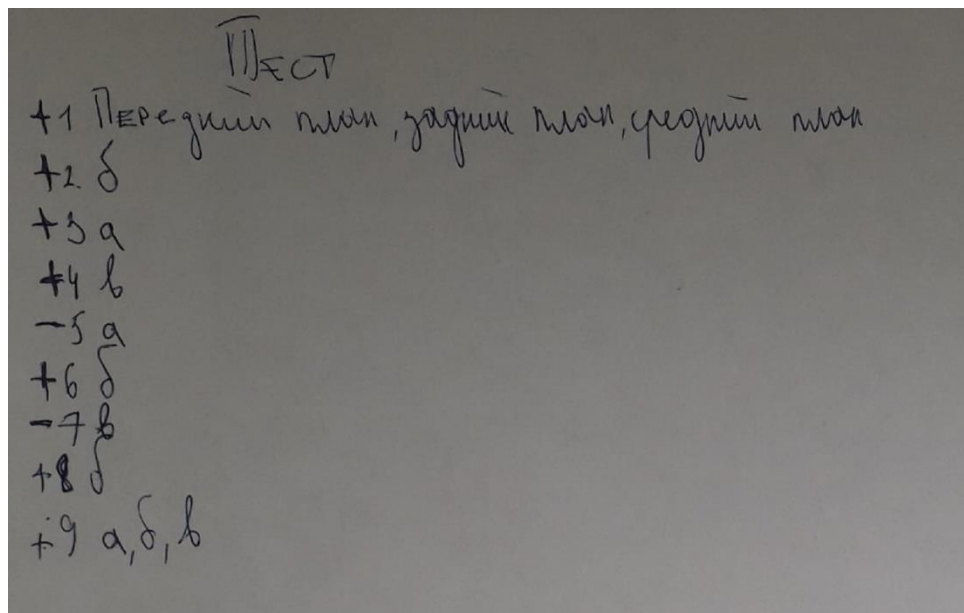 Тест
+1 Передний план, задний план, средний план
+2. б
+3 а
+4 в
-5 а
+6 б
-7 в
+8 б
+9 а, б, в